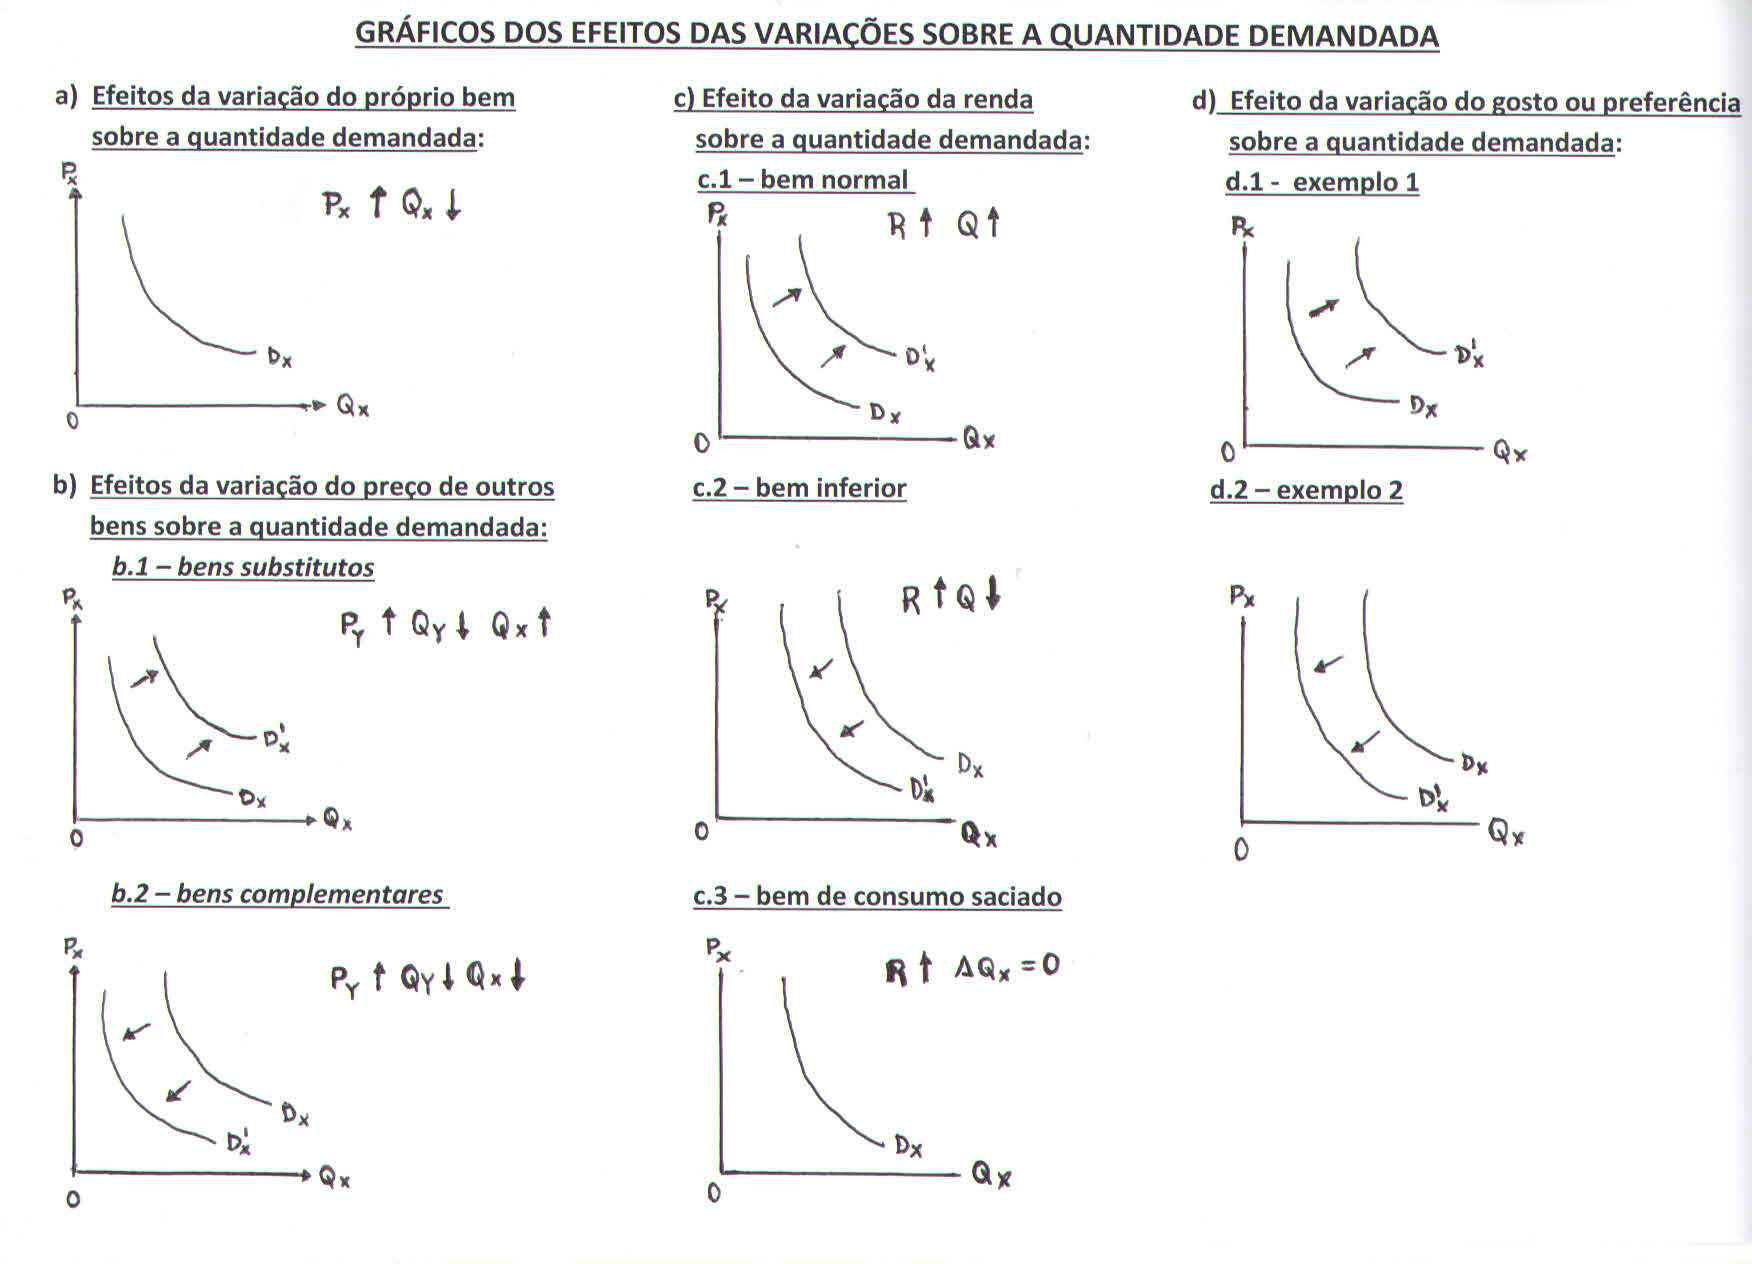 GRÁFICOS DOS EFEITOS DAS VARIAÇÕES SOBRE A QUANTIDADE DEMANDADA
a) Efeitos da variação do próprio bem
sobre a quantidade demandada:
Px
Px ↑ Qx ↓
Dx
0
Qx
b) Efeitos da variação do preço de outros
bens sobre a quantidade demandada:
b.1 – bens substitutos
Px
PY ↑ QY ↓ Qx ↑
D'x
Dx
Qx
0
b.2 – bens complementares
Px
PY ↑ QY ↓ Qx ↓
Dx
D'x
Qx
0
c) Efeito da variação da renda
sobre a quantidade demandada:
c.1 – bem normal
Px
R ↑ Q ↑
D'x
Dx
0
Qx
c.2 – bem inferior
Px
R ↑ Q ↓
Dx
D'x
0
Qx
c.3 – bem de consumo saciado
Px
R ↑ ΔQx = 0
Dx
Qx
0
d) Efeito da variação do gosto ou preferência
sobre a quantidade demandada:
d.1 - exemplo 1
Px
D'x
Dx
0
Qx
d.2 – exemplo 2
Px
Dx
D'x
Qx
0